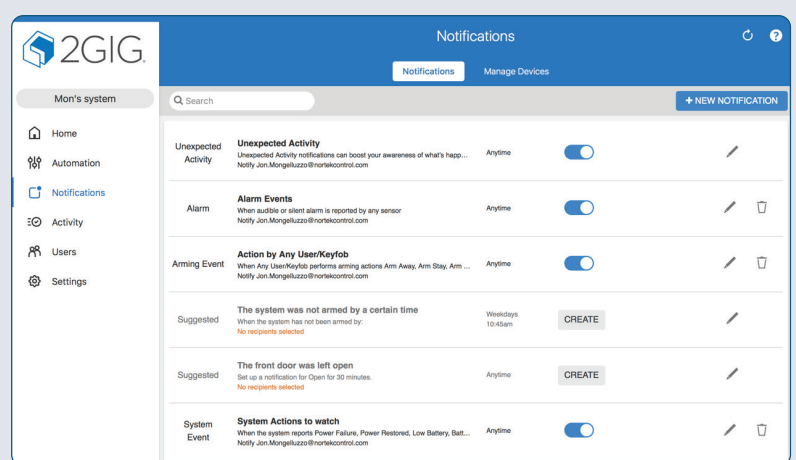 2GIG.
Mon's system
Home
Automation
Notifications
Activity
Users
Settings
Notifications
Notifications
Manage Devices
Search
+ NEW NOTIFICATION
Unexpected
Activity
Unexpected Activity
Unexpected Activity notifications can boost your awareness of what's happ...
Notify Jon.Mongelluzzo@nortekcontrol.com
Anytime
Alarm
Alarm Events
When audible or silent alarm is reported by any sensor
Notify Jon.Mongelluzzo@nortekcontrol.com
Anytime
Arming Event
Action by Any User/Keyfob
When Any User/Keyfob performs arming actions Arm Away, Arm Stay, Arm ...
Notify Jon.Mongelluzzo@nortekcontrol.com
Anytime
Suggested
The system was not armed by a certain time
When the system has not been armed by:
No recipients selected
Weekdays
10:45am
CREATE
Suggested
The front door was left open
Set up a notification for Open for 30 minutes.
No recipients selected
Anytime
CREATE
System
Event
System Actions to watch
When the system reports Power Failure, Power Restored, Low Battery, Batt...
Notify Jon.Mongelluzzo@nortekcontrol.com
Anytime